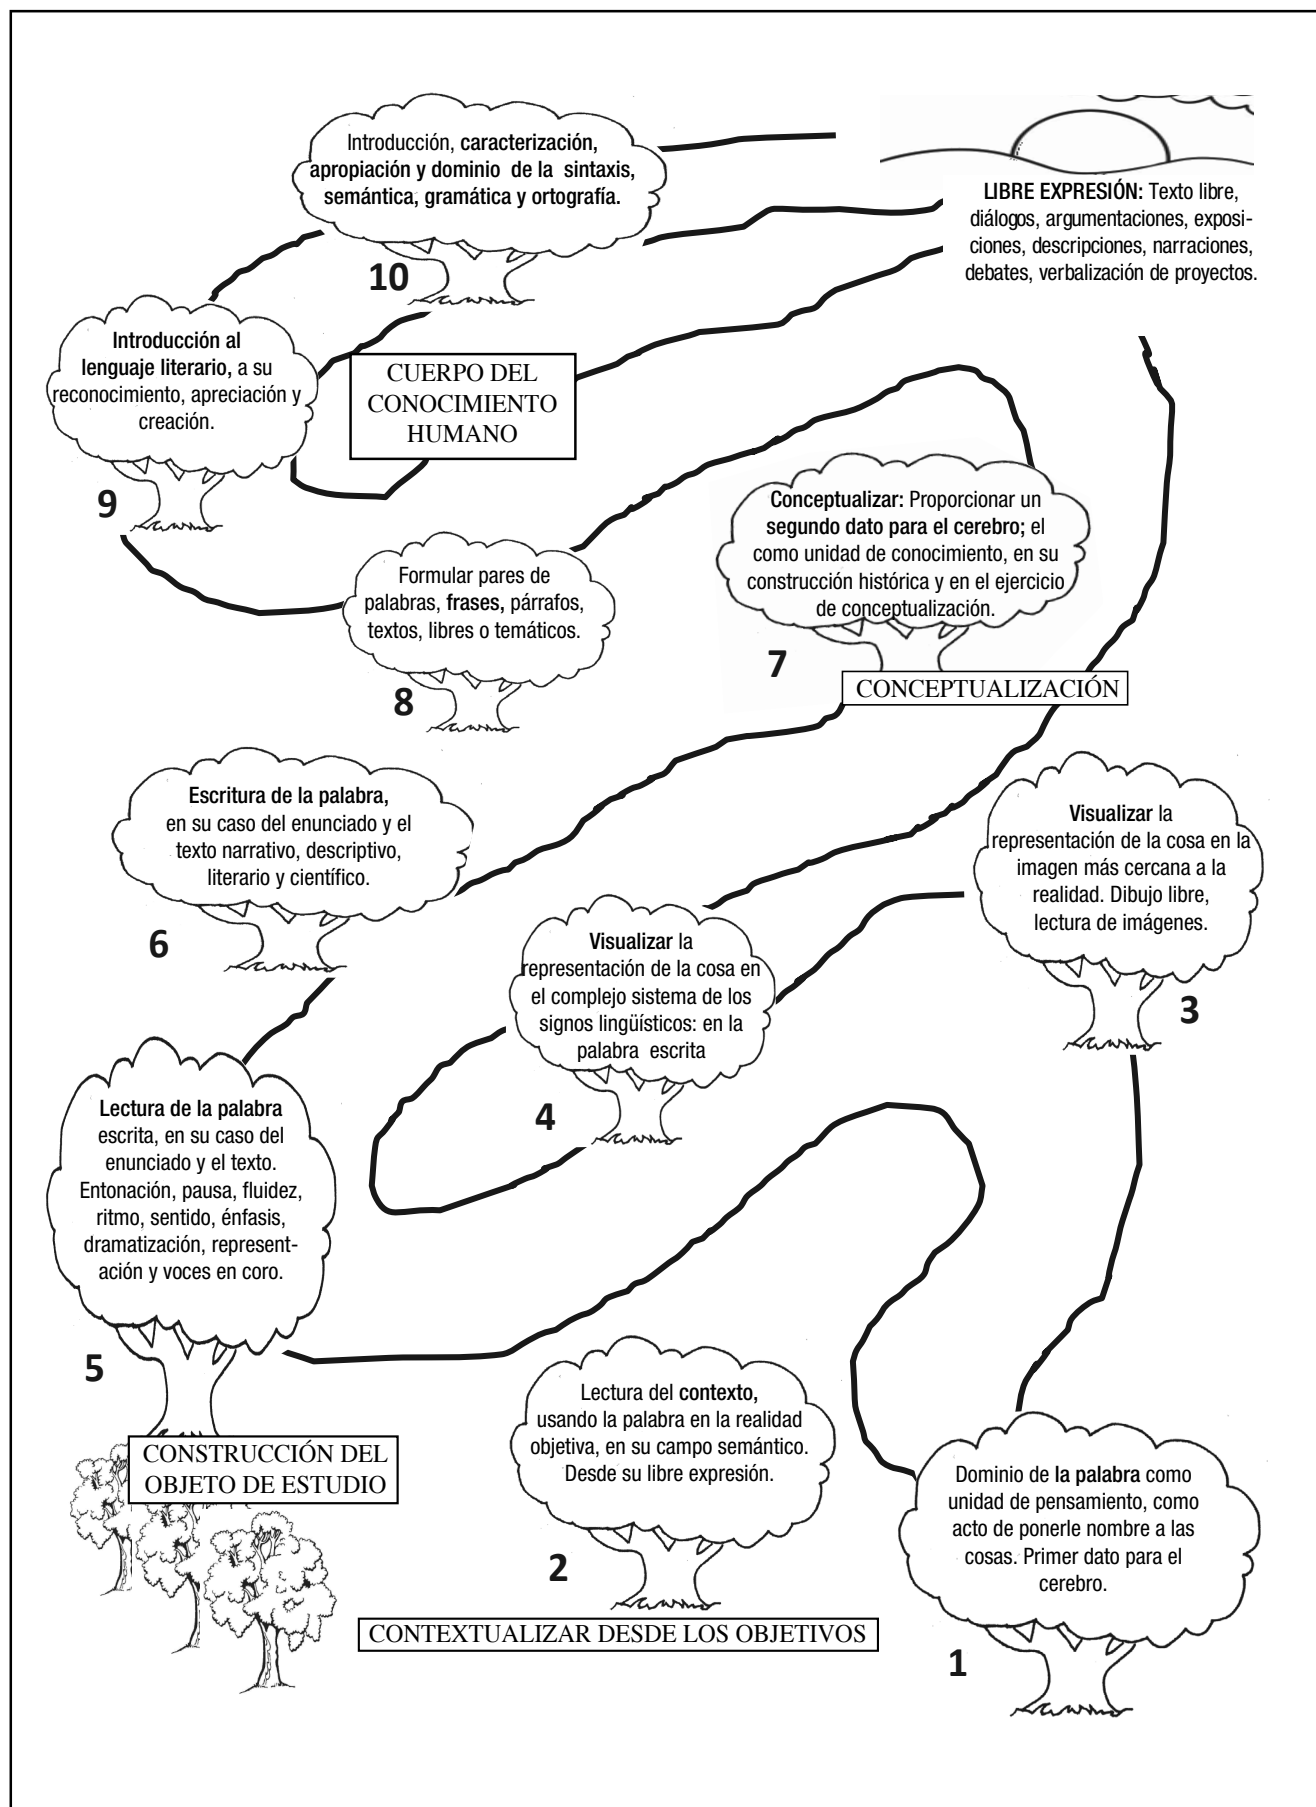 Introducción, caracterización,
apropiación y dominio de la sintaxis,
semántica, gramática y ortografía.
10
LIBRE EXPRESIÓN: Texto libre,
diálogos, argumentaciones, exposi-
ciones, descripciones, narraciones,
debates, verbalización de proyectos.
Introducción al
lenguaje literario, a su
reconocimiento, apreciación y
creación.
9
CUERPO DEL
CONOCIMIENTO
HUMANO
Conceptualizar: Proporcionar un
segundo dato para el cerebro; el
como unidad de conocimiento, en su
construcción histórica y en el ejercicio
de conceptualización.
7
CONCEPTUALIZACIÓN
Formular pares de
palabras, frases, párrafos,
textos, libres o temáticos.
8
Escritura de la palabra,
en su caso del enunciado y el
texto narrativo, descriptivo,
literario y científico.
6
Visualizar la
representación de la cosa en la
imagen más cercana a la
realidad. Dibujo libre,
lectura de imágenes.
3
Visualizar la
representación de la cosa en
el complejo sistema de los
signos lingüísticos: en la
palabra escrita
4
Lectura de la palabra
escrita, en su caso del
enunciado y el texto.
Entonación, pausa, fluidez,
ritmo, sentido, énfasis,
dramatización, represent-
ación y voces en coro.
5
CONSTRUCCIÓN DEL
OBJETO DE ESTUDIO
Lectura del contexto,
usando la palabra en la realidad
objetiva, en su campo semántico.
Desde su libre expresión.
2
CONTEXTUALIZAR DESDE LOS OBJETIVOS
Dominio de la palabra como
unidad de pensamiento, como
acto de ponerle nombre a las
cosas. Primer dato para el
cerebro.
1